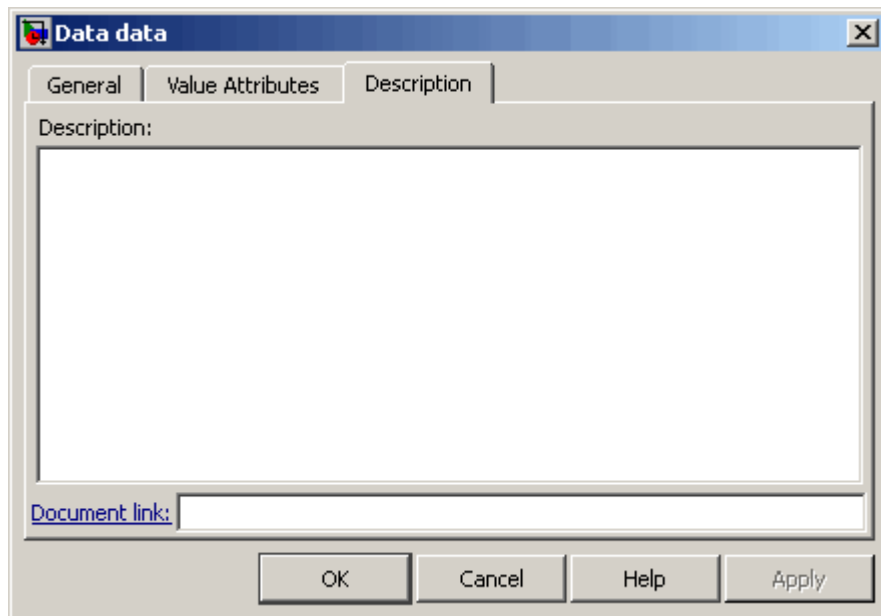 Data data
General Value Attributes Description
Description:
Document link:
OK Cancel Help Apply